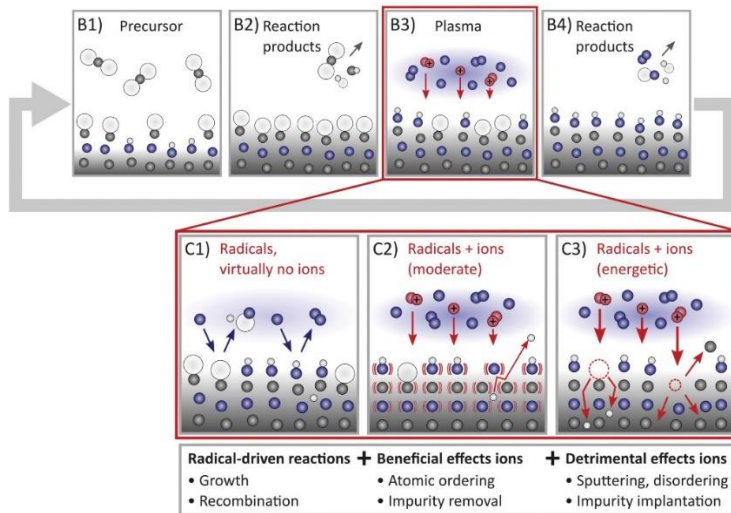 B1) Precursor
B2) Reaction
products
B3) Plasma
B4) Reaction
products
C1) Radicals,
virtually no ions
C2) Radicals + ions
(moderate)
C3) Radicals + ions
(energetic)
Radical-driven reactions + Beneficial effects ions + Detrimental effects ions
• Growth • Atomic ordering • Sputtering, disordering
• Recombination • Impurity removal • Impurity implantation